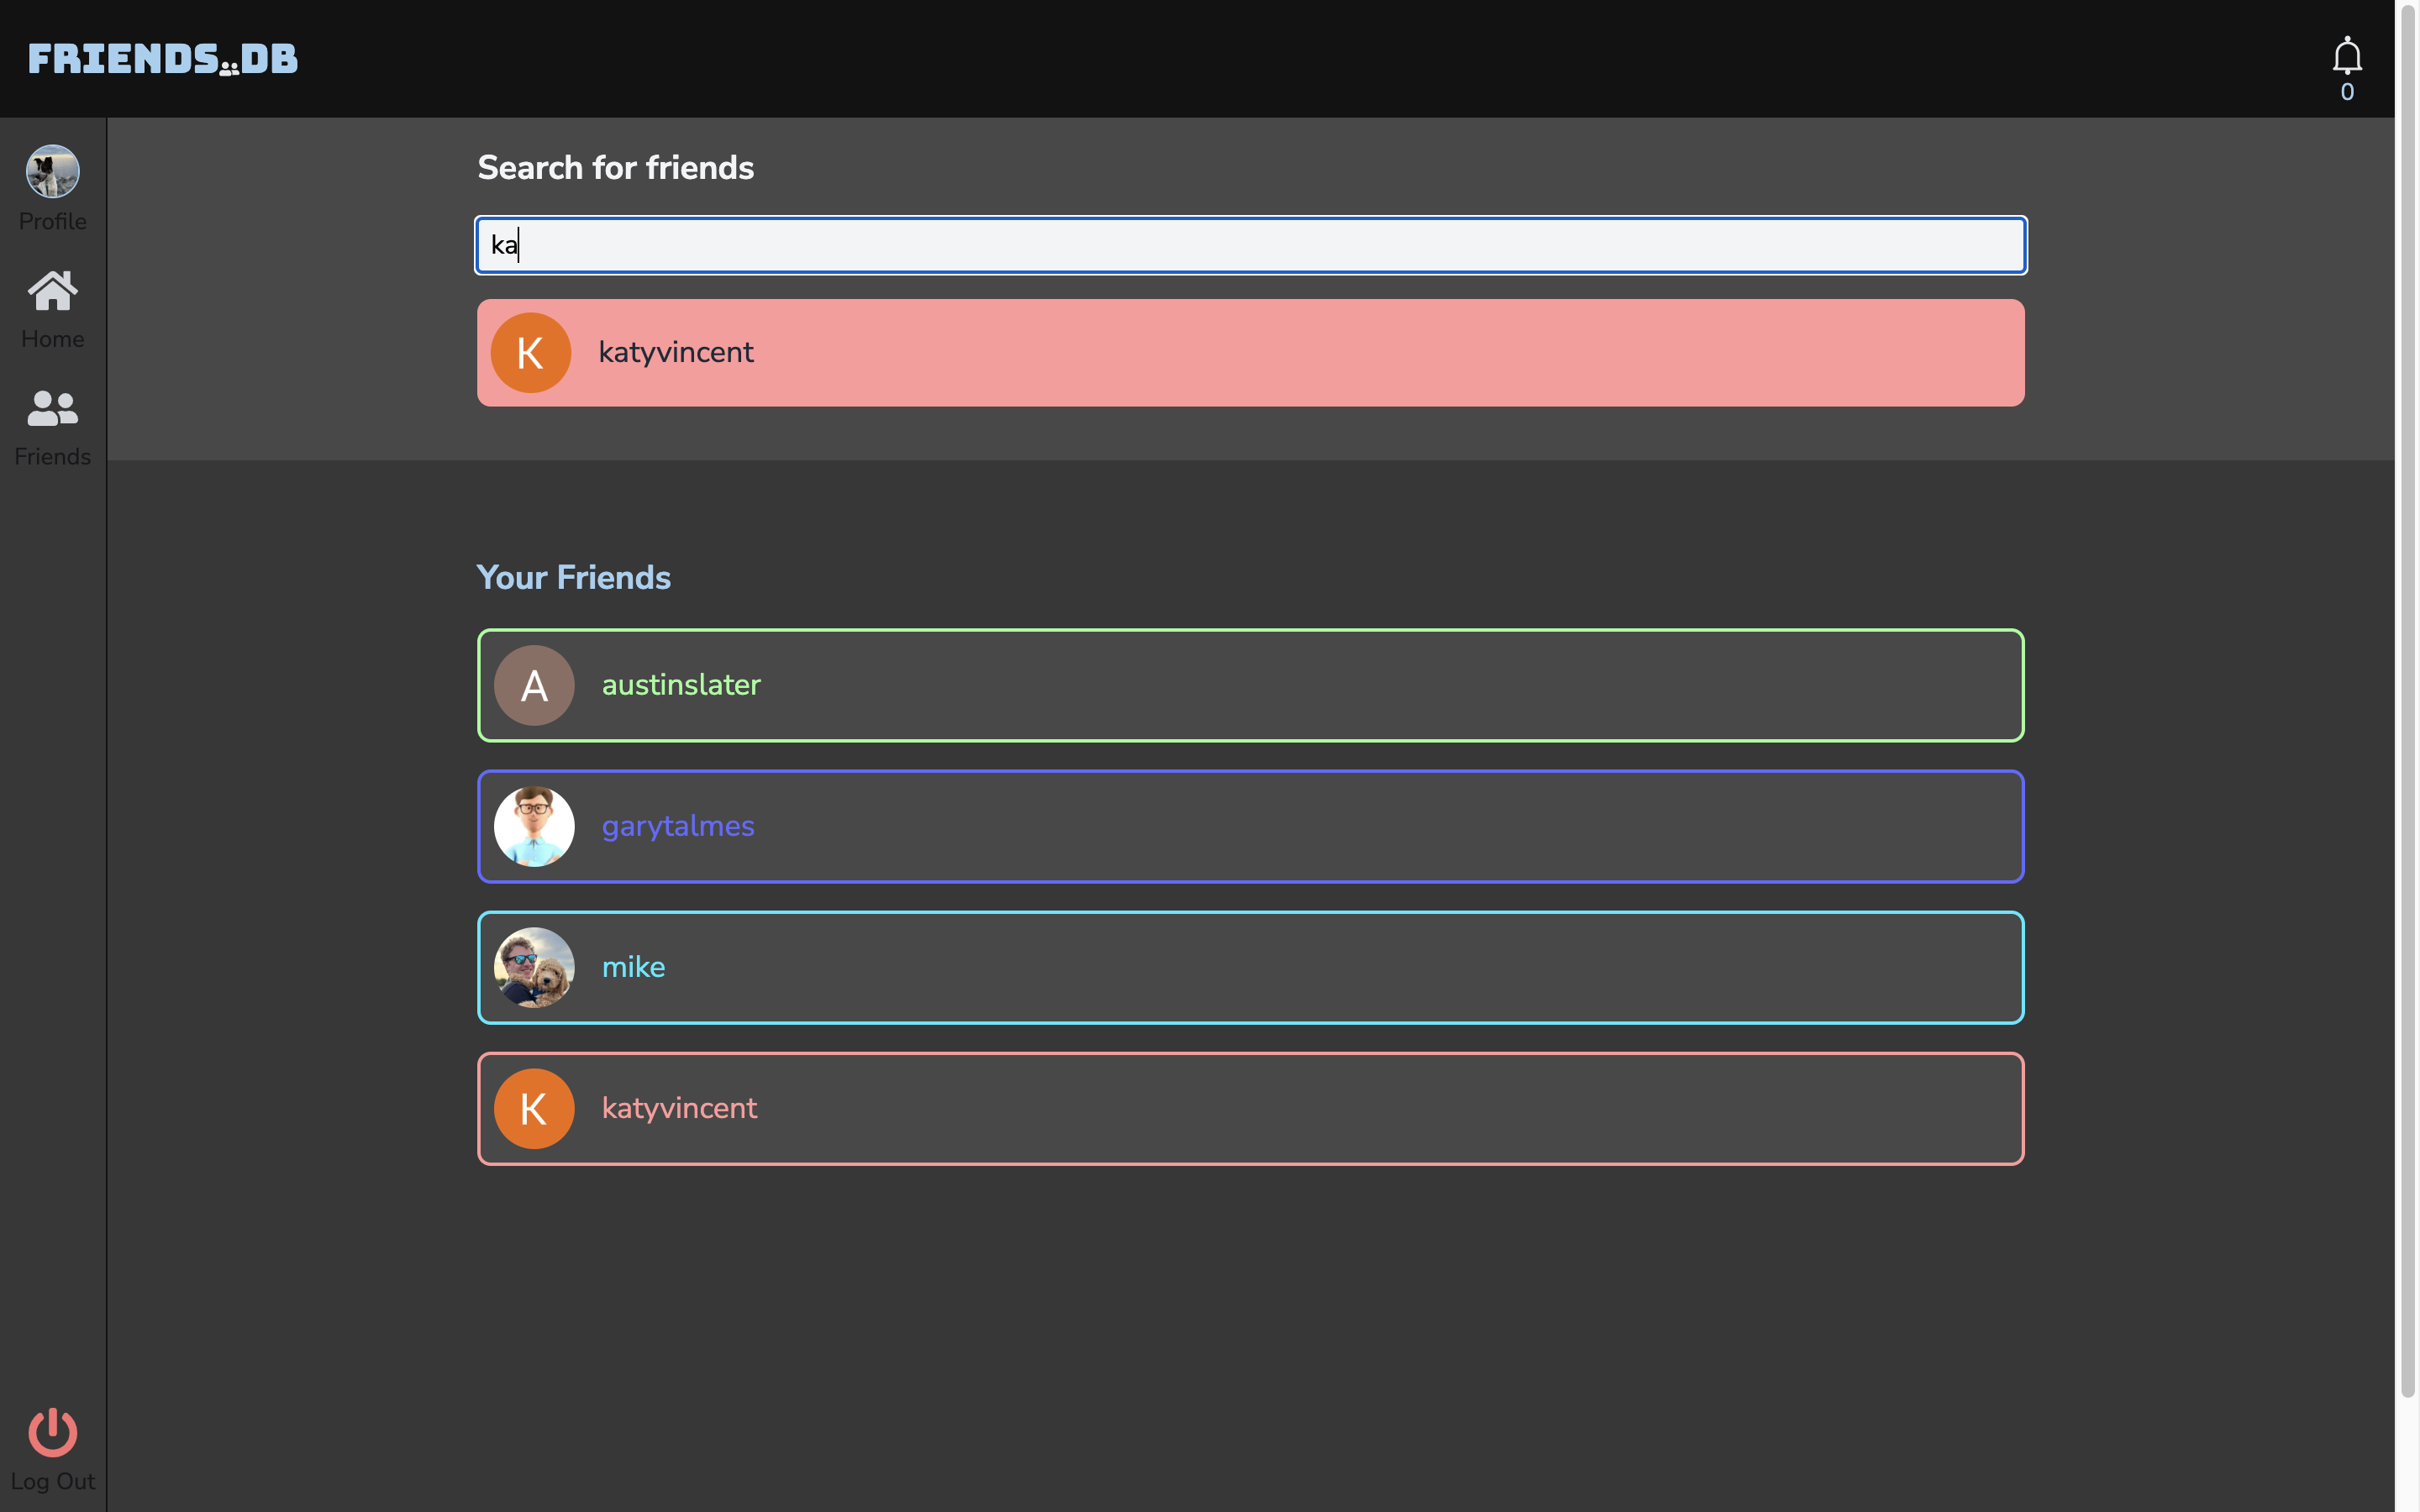 FRIENDS.DB
0
Profile
Home
Friends
Log Out
Search for friends
ka
K
katyvincent
Your Friends
A
austinslater
garytalmes
mike
K
katyvincent